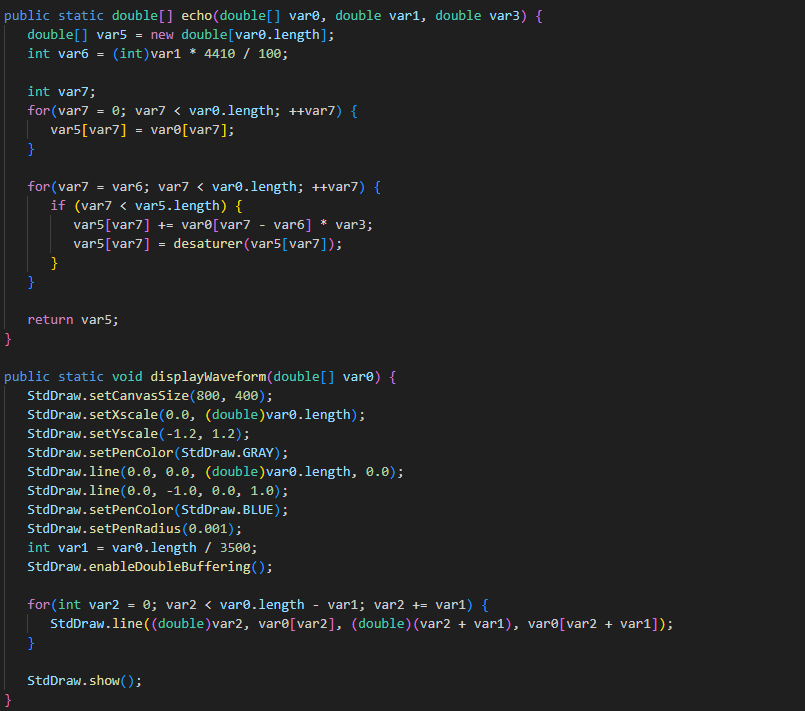 public static double[] echo(double[] var0, double var1, double var3) {
double[] var5 = new double[var0.length];
int var6 = (int)var1 * 4410 / 100;
int var7;
for(var7 = 0; var7 < var0.length; ++var7) {
var5[var7] = var0[var7];
}
for(var7 = var6; var7 < var0.length; ++var7) {
if (var7 < var5.length) {
var5[var7] += var0[var7 - var6] * var3;
var5[var7] = desaturer(var5[var7]);
}
}
return var5;
}
public static void displayWaveform(double[] var0) {
StdDraw.setCanvasSize(800, 400);
StdDraw.setXscale(0.0, (double)var0.length);
StdDraw.setYscale(-1.2, 1.2);
StdDraw.setPenColor(StdDraw.GRAY);
StdDraw.line(0.0, 0.0, (double)var0.length, 0.0);
StdDraw.line(0.0, -1.0, 0.0, 1.0);
StdDraw.setPenColor(StdDraw.BLUE);
StdDraw.setPenRadius(0.001);
int var1 = var0.length / 3500;
StdDraw.enableDoubleBuffering();
for(int var2 = 0; var2 < var0.length - var1; var2 += var1) {
StdDraw.line((double)var2, var0[var2], (double)(var2 + var1), var0[var2 + var1]);
}
StdDraw.show();
}